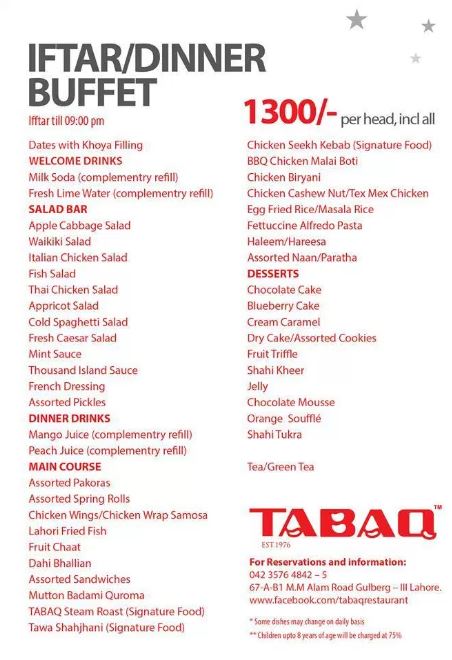 IFTAR/DINNER
BUFFET
Ifftar till 09:00 pm
1300/- per head, incl all
Dates with Khoya Filling
WELCOME DRINKS
Milk Soda (complementry refill)
Fresh Lime Water (complementry refill)
SALAD BAR
Apple Cabbage Salad
Waikiki Salad
Italian Chicken Salad
Fish Salad
Thai Chicken Salad
Appricot Salad
Cold Spaghetti Salad
Fresh Caesar Salad
Mint Sauce
Thousand Island Sauce
French Dressing
Assorted Pickles
DINNER DRINKS
Mango Juice (complementry refill)
Peach Juice (complementry refill)
MAIN COURSE
Assorted Pakoras
Assorted Spring Rolls
Chicken Wings/Chicken Wrap Samosa
Lahori Fried Fish
Fruit Chaat
Dahi Bhallian
Assorted Sandwiches
Mutton Badami Quroma
TABAQ Steam Roast (Signature Food)
Tawa Shahjhani (Signature Food)
Chicken Seekh Kebab (Signature Food)
BBQ Chicken Malai Boti
Chicken Biryani
Chicken Cashew Nut/Tex Mex Chicken
Egg Fried Rice/Masala Rice
Fettuccine Alfredo Pasta
Haleem/Hareesa
Assorted Naan/Paratha
DESSERTS
Chocolate Cake
Blueberry Cake
Cream Caramel
Dry Cake/Assorted Cookies
Fruit Triffle
Shahi Kheer
Jelly
Chocolate Mousse
Orange Soufflé
Shahi Tukra
Tea/Green Tea
TABAQ™
EST.1976
For Reservations and information:
042 3576 4842 – 5
67-A-B1 M.M Alam Road Gulberg – III Lahore.
www.facebook.com/tabaqrestaurant
* Some dishes may change on daily basis
** Children upto 8 years of age will be charged at 75%